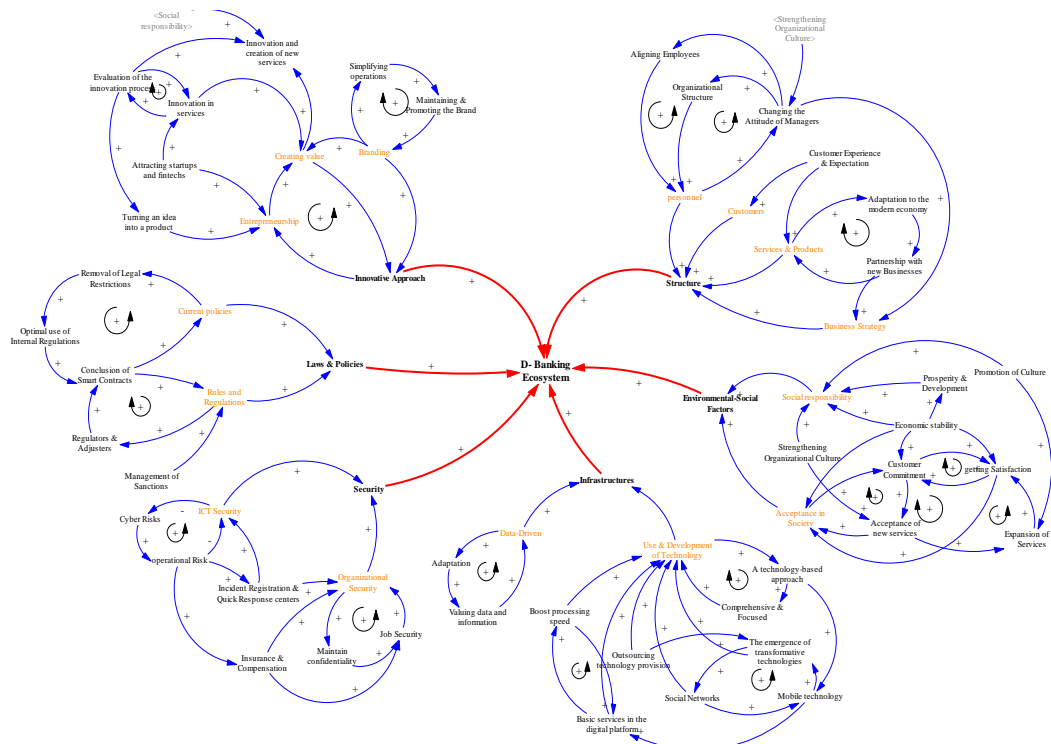 <Social
responsibility>
Innovation and
creation of new
services
Evaluation of the
innovation process
Innovation in
services
Attracting startups
and fintechs
Turning an idea
into a product
Entrepreneurship
Creating value
Simplifying
operations
Maintaining &
Promoting the Brand
Branding
Innovative Approach
<Strengthening
Organizational
Culture>
Aligning Employees
Organizational
Structure
Changing the
Attitude of Managers
Customer Experience
& Expectation
personnel
Customers
Adaptation to the
modern economy
Services & Products
Partnership with
new Businesses
Structure
Business Strategy
Removal of Legal
Restrictions
Current policies
Optimal use of
Internal Regulations
Conclusion of
Smart Contracts
Laws & Policies
Rules and
Regulations
Regulators &
Adjusters
Management of
Sanctions
D- Banking
Ecosystem
Environmental-Social
Factors
Social responsibility
Prosperity &
Development
Promotion of Culture
Economic stability
Strengthening
Organizational Culture
Customer
Commitment
getting Satisfaction
Acceptance in
Society
Acceptance of
new services
Expansion of
Services
Security
ICT Security
Cyber Risks
operational Risk
Incident Registration &
Quick Response centers
Organizational
Security
Job Security
Maintain
confidentiality
Insurance &
Compensation
Infrastructures
Data-Driven
Adaptation
Valuing data and
information
Use & Development
of Technology
A technology-based
approach
Comprehensive &
Focused
Boost processing
speed
Outsourcing
technology provision
The emergence of
transformative
technologies
Social Networks
Mobile technology
Basic services in the
digital platform